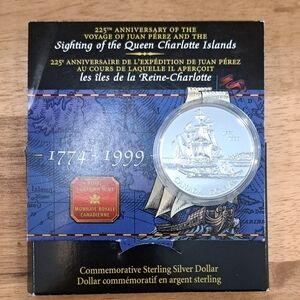 225TH ANNIVERSARY OF THE
VOYAGE OF JUAN PÉREZ AND THE
Sighting of the Queen Charlotte Islands
225e ANNIVERSAIRE DE L'EXPÉDITION DE JUAN PÉREZ
AU COURS DE LAQUELLE IL APERÇOIT
les îles de la Reine-Charlotte
1774 - 1999
ROYAL
CANADIAN MINT
MONNAIE ROYALE
CANADIENNE
Commemorative Sterling Silver Dollar
Dollar commémoratif en argent sterling